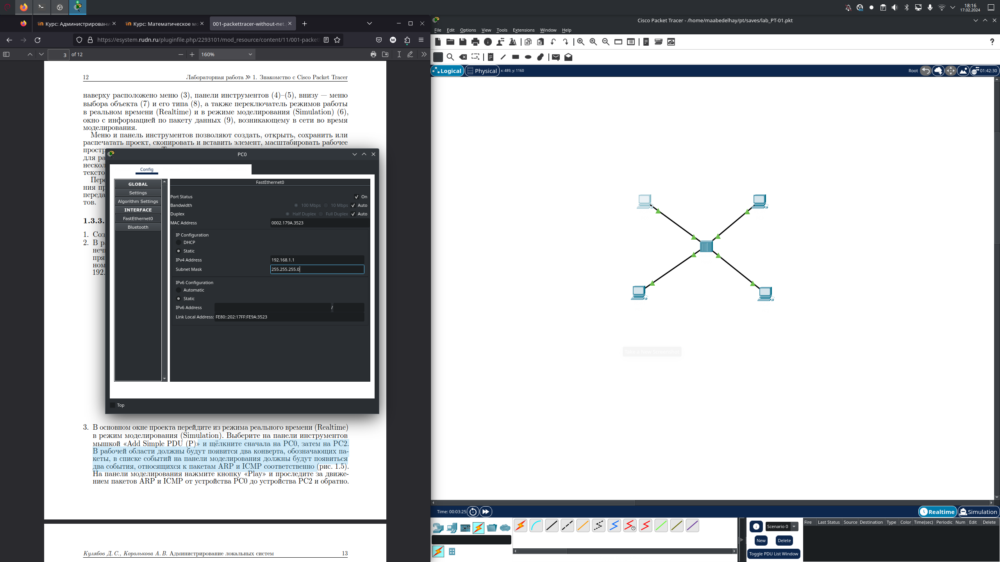 18:16
17.02.2024
Курс: Администрировани
Курс: Математическое мо
001-packettracer-without-net.
https://esystem.rudn.ru/pluginfile.php/2293101/mod_resource/content/11/001-packett
3 of 12
160%
12 Лабораторная работа № 1. Знакомство с Cisco Packet Tracer
наверху расположено меню (3), панели инструментов (4)–(5), внизу — меню
выбора объекта (7) и его типа (8), а также переключатель режимов работы
в реальном времени (Realtime) и в режиме моделирования (Simulation) (6),
окно с информацией по пакету данных (9), возникающему в сети во время
моделирования.
Меню и панель инструментов позволяют создать, открыть, сохранить или
распечатать проект, скопировать и вставить элемент, масштабировать рабочее
простр
для ра
нескол
тексто
Пере
ния пр
переда
тов.
1.3.3.
1. Соз
2. В ра
неч
пря
ном
192.
PC0
Config
GLOBAL
Settings
Algorithm Settings
INTERFACE
FastEthernet0
Bluetooth
FastEthernet0
Port Status On
Bandwidth 100 Mbps 10 Mbps Auto
Duplex Half Duplex Full Duplex Auto
MAC Address 0002.179A.3523
IP Configuration
DHCP
Static
IPv4 Address 192.168.1.1
Subnet Mask 255.255.255.0
IPv6 Configuration
Automatic
Static
IPv6 Address /
Link Local Address: FE80::202:17FF:FE9A:3523
Top
3. В основном окне проекта перейдите из режима реального времени (Realtime)
в режим моделирования (Simulation). Выберите на панели инструментов
мышкой «Add Simple PDU (P)» и щёлкните сначала на PC0, затем на PC2.
В рабочей области должны будут появится два конверта, обозначающих па-
кеты, в списке событий на панели моделирования должны будут появиться
два события, относящихся к пакетам ARP и ICMP соответственно (рис. 1.5).
На панели моделирования нажмите кнопку «Play» и проследите за движе-
нием пакетов ARP и ICMP от устройства PC0 до устройства PC2 и обратно.
Кулябов Д. С., Королькова А. В. Администрирование локальных систем 13
Cisco Packet Tracer - /home/maabedelhay/pt/saves/lab_PT-01.pkt
File Edit Options View Tools Extensions Window Help
Logical Physical x: 489, y: 1160
Root 01:42:30
Take a New Screenshot
Time: 00:03:25
Realtime Simulation
Scenario 0
New Delete
Toggle PDU List Window
Fire Last Status Source Destination Type Color Time(sec) Periodic Num Edit Delete